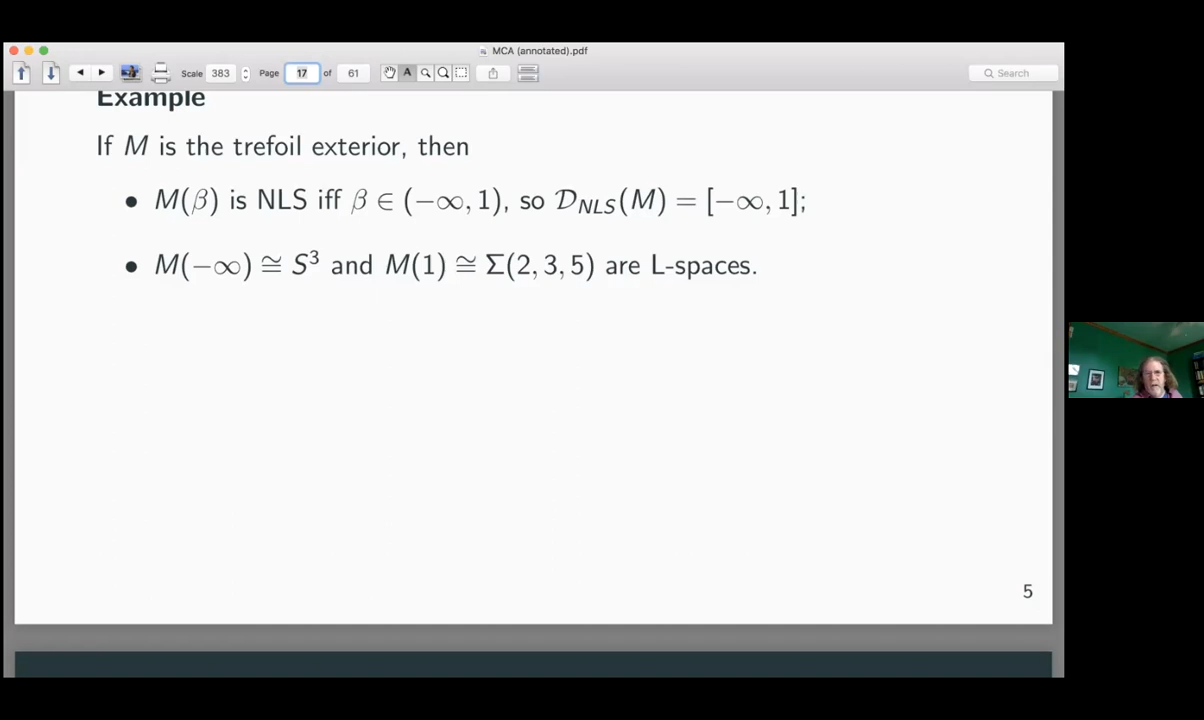 MCA (annotated).pdf
Scale 383 Page 17 of 61 A Search
Example
If M is the trefoil exterior, then
• M(β) is NLS iff β ∈ (−∞, 1), so 𝒟_NLS(M) = [−∞, 1];
• M(−∞) ≅ S³ and M(1) ≅ Σ(2, 3, 5) are L-spaces.
5